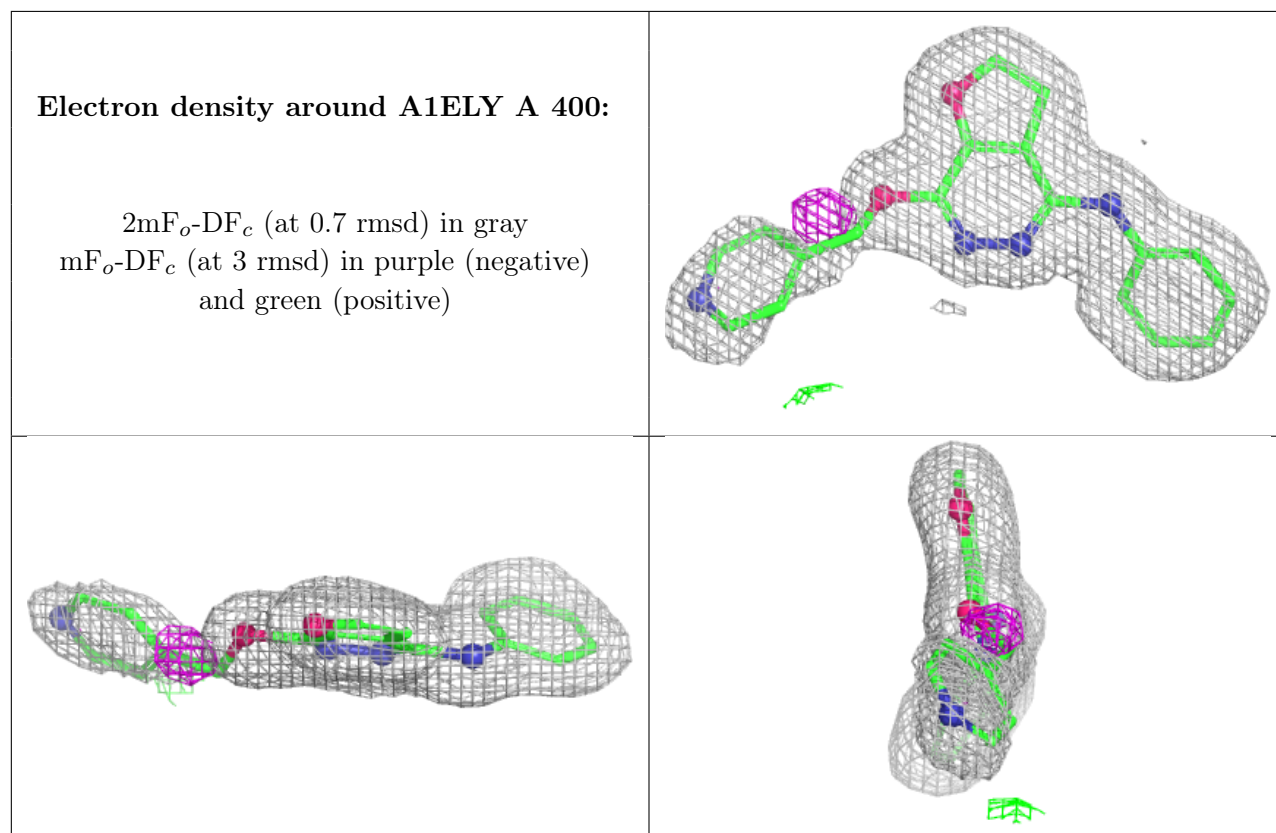 Electron density around A1ELY A 400:
2mFo-DFc (at 0.7 rmsd) in gray
mFo-DFc (at 3 rmsd) in purple (negative)
and green (positive)